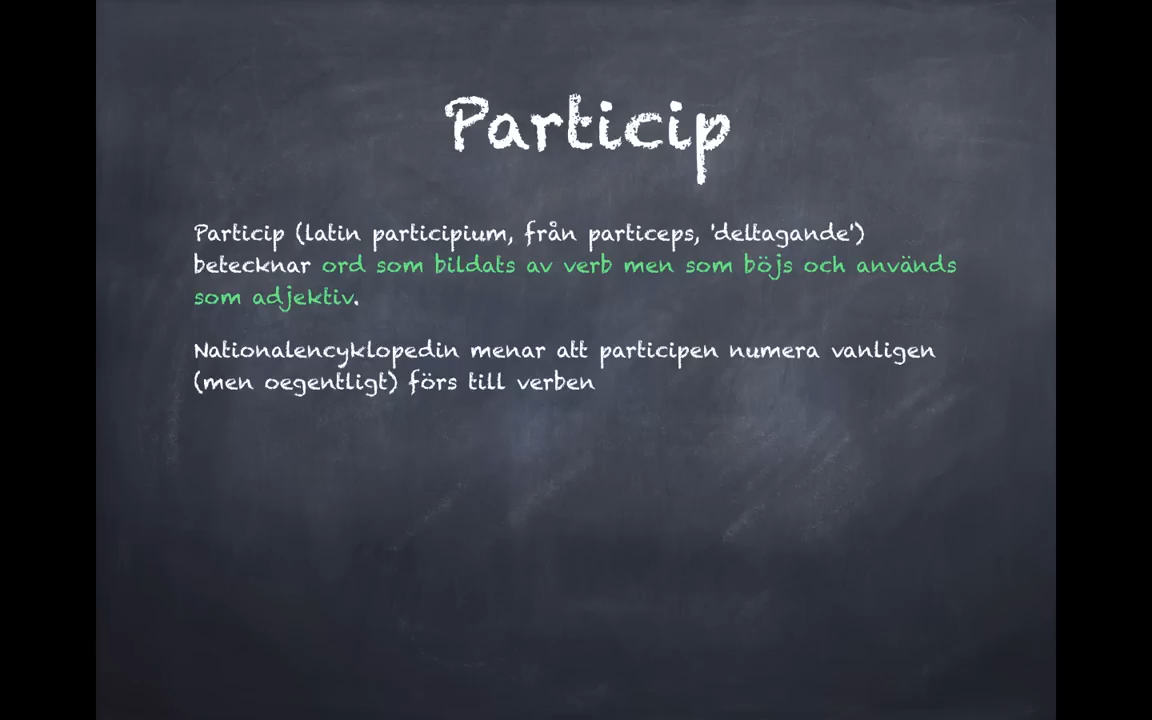 Particip
Particip (latin participium, från particeps, 'deltagande')
betecknar ord som bildats av verb men som böjs och används
som adjektiv.
Nationalencyklopedin menar att participen numera vanligen
(men oegentligt) förs till verben